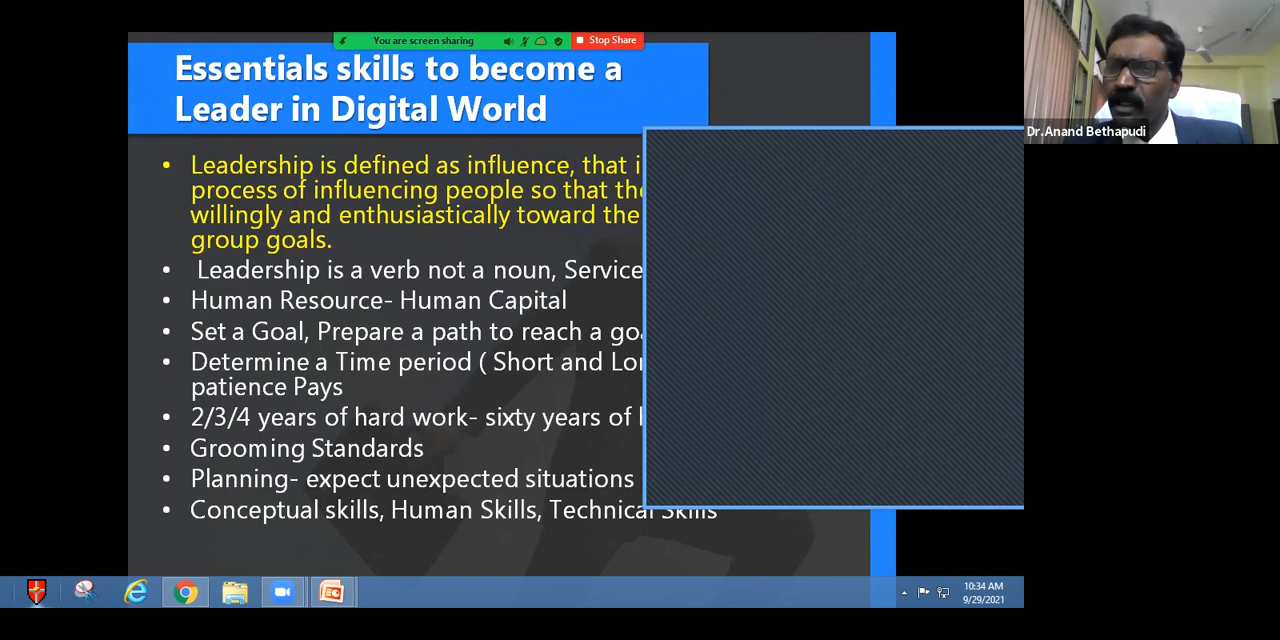 You are screen sharing
Stop Share
Essentials skills to become a
Leader in Digital World
Dr.Anand Bethapudi
• Leadership is defined as influence, that i
process of influencing people so that the
willingly and enthusiastically toward the
group goals.
• Leadership is a verb not a noun, Service
• Human Resource- Human Capital
• Set a Goal, Prepare a path to reach a goa
• Determine a Time period ( Short and Lon
patience Pays
• 2/3/4 years of hard work- sixty years of
• Grooming Standards
• Planning- expect unexpected situations
• Conceptual skills, Human Skills, Technical Skills
10:34 AM
9/29/2021